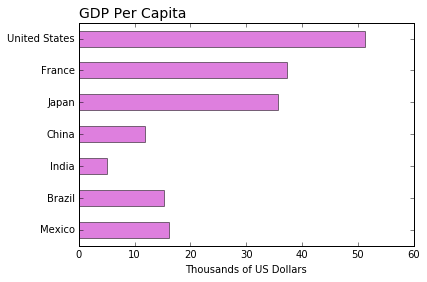 GDP Per Capita
United States
France
Japan
China
India
Brazil
Mexico
0 10 20 30 40 50 60
Thousands of US Dollars